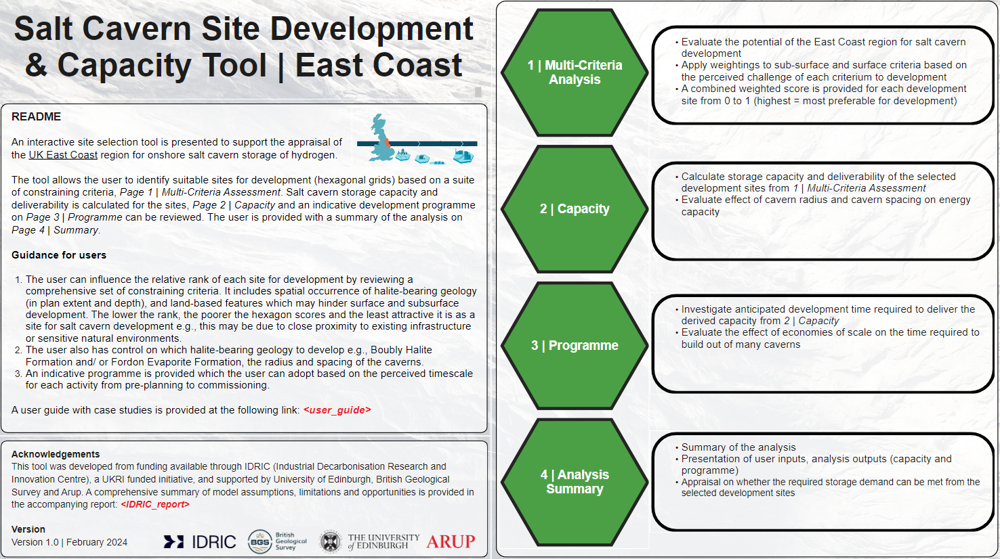 Salt Cavern Site Development
& Capacity Tool | East Coast
README
An interactive site selection tool is presented to support the appraisal of
the UK East Coast region for onshore salt cavern storage of hydrogen.
The tool allows the user to identify suitable sites for development (hexagonal grids) based on a suite
of constraining criteria, Page 1 | Multi-Criteria Assessment. Salt cavern storage capacity and
deliverability is calculated for the sites, Page 2 | Capacity and an indicative development programme
on Page 3 | Programme can be reviewed. The user is provided with a summary of the analysis on
Page 4 | Summary.
Guidance for users
1. The user can influence the relative rank of each site for development by reviewing a
comprehensive set of constraining criteria. It includes spatial occurrence of halite-bearing geology
(in plan extent and depth), and land-based features which may hinder surface and subsurface
development. The lower the rank, the poorer the hexagon scores and the least attractive it is as a
site for salt cavern development e.g., this may be due to close proximity to existing infrastructure
or sensitive natural environments.
2. The user also has control on which halite-bearing geology to develop e.g., Boubly Halite
Formation and/ or Fordon Evaporite Formation, the radius and spacing of the caverns.
3. An indicative programme is provided which the user can adopt based on the perceived timescale
for each activity from pre-planning to commissioning.
A user guide with case studies is provided at the following link: <user_guide>
Acknowledgements
This tool was developed from funding available through IDRIC (Industrial Decarbonisation Research and
Innovation Centre), a UKRI funded initiative, and supported by University of Edinburgh, British Geological
Survey and Arup. A comprehensive summary of model assumptions, limitations and opportunities is provided in
the accompanying report: <IDRIC_report>
Version
Version 1.0 | February 2024
IDRIC
BGS
British
Geological
Survey
THE UNIVERSITY
of EDINBURGH
ARUP
1 | Multi-Criteria
Analysis
• Evaluate the potential of the East Coast region for salt cavern
development
• Apply weightings to sub-surface and surface criteria based on
the perceived challenge of each criterium to development
• A combined weighted score is provided for each development
site from 0 to 1 (highest = most preferable for development)
2 | Capacity
• Calculate storage capacity and deliverability of the selected
development sites from 1 | Multi-Criteria Assessment
• Evaluate effect of cavern radius and cavern spacing on energy
capacity
3 | Programme
• Investigate anticipated development time required to deliver the
derived capacity from 2 | Capacity
• Evaluate the effect of economies of scale on the time required to
build out of many caverns
4 | Analysis
Summary
• Summary of the analysis
• Presentation of user inputs, analysis outputs (capacity and
programme)
• Appraisal on whether the required storage demand can be met from the
selected development sites